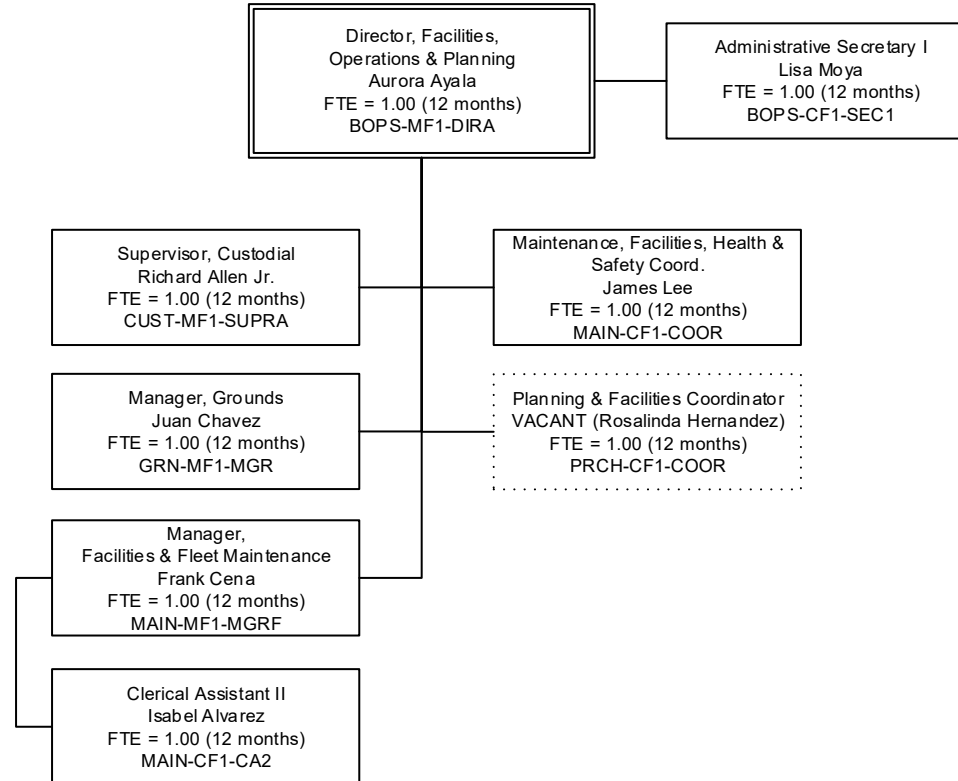 Director, Facilities,
Operations & Planning
Aurora Ayala
FTE = 1.00 (12 months)
BOPS-MF1-DIRA
Administrative Secretary I
Lisa Moya
FTE = 1.00 (12 months)
BOPS-CF1-SEC1
Supervisor, Custodial
Richard Allen Jr.
FTE = 1.00 (12 months)
CUST-MF1-SUPRA
Maintenance, Facilities, Health &
Safety Coord.
James Lee
FTE = 1.00 (12 months)
MAIN-CF1-COOR
Manager, Grounds
Juan Chavez
FTE = 1.00 (12 months)
GRN-MF1-MGR
Planning & Facilities Coordinator
VACANT (Rosalinda Hernandez)
FTE = 1.00 (12 months)
PRCH-CF1-COOR
Manager,
Facilities & Fleet Maintenance
Frank Cena
FTE = 1.00 (12 months)
MAIN-MF1-MGRF
Clerical Assistant II
Isabel Alvarez
FTE = 1.00 (12 months)
MAIN-CF1-CA2